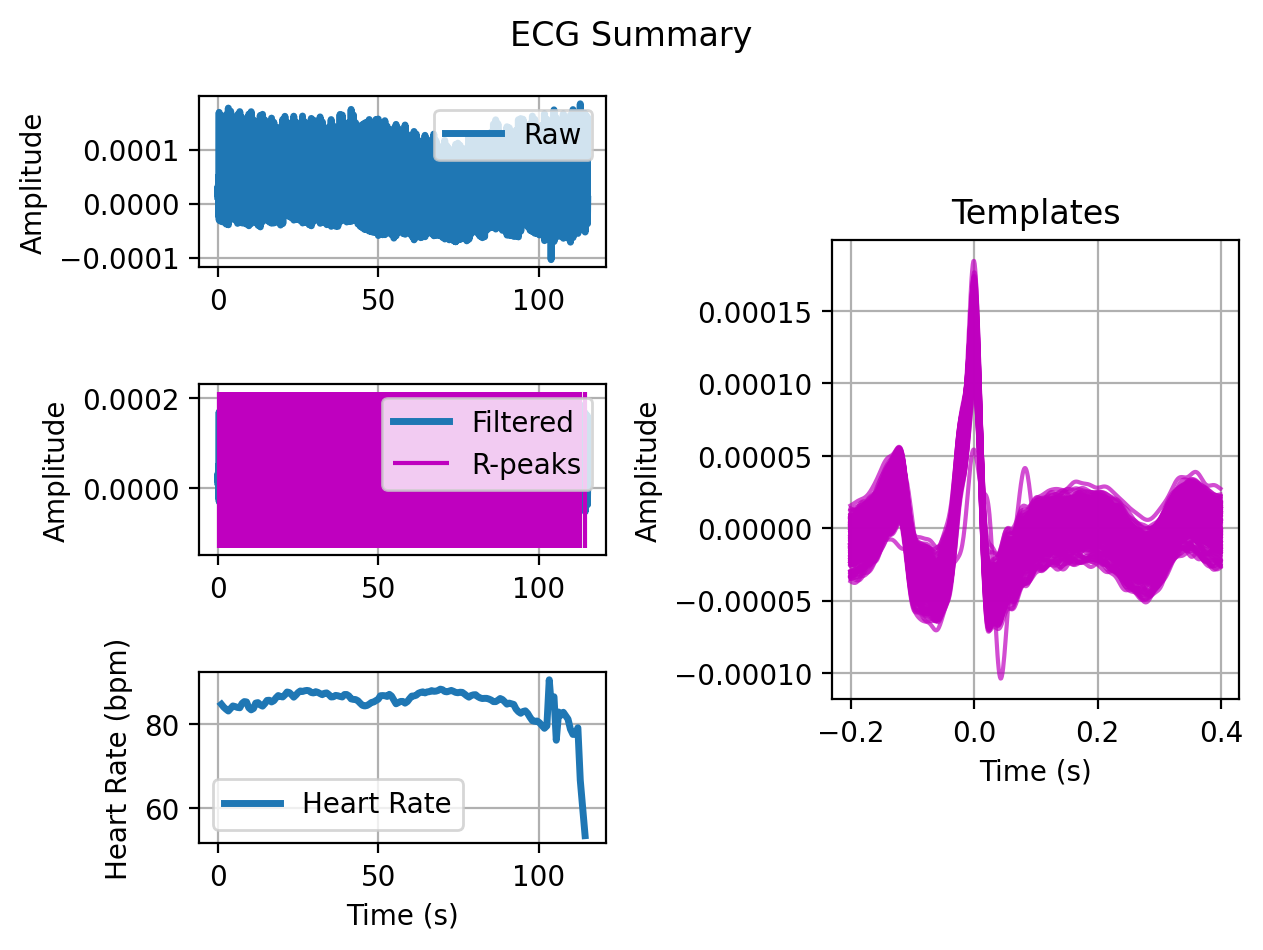 ECG Summary
Amplitude
0.0001
0.0000
−0.0001
Raw
0
50
100
Amplitude
0.0002
0.0000
Filtered
R-peaks
0
50
100
Heart Rate (bpm)
80
60
Heart Rate
0
50
100
Time (s)
Templates
Amplitude
0.00015
0.00010
0.00005
0.00000
−0.00005
−0.00010
−0.2
0.0
0.2
0.4
Time (s)